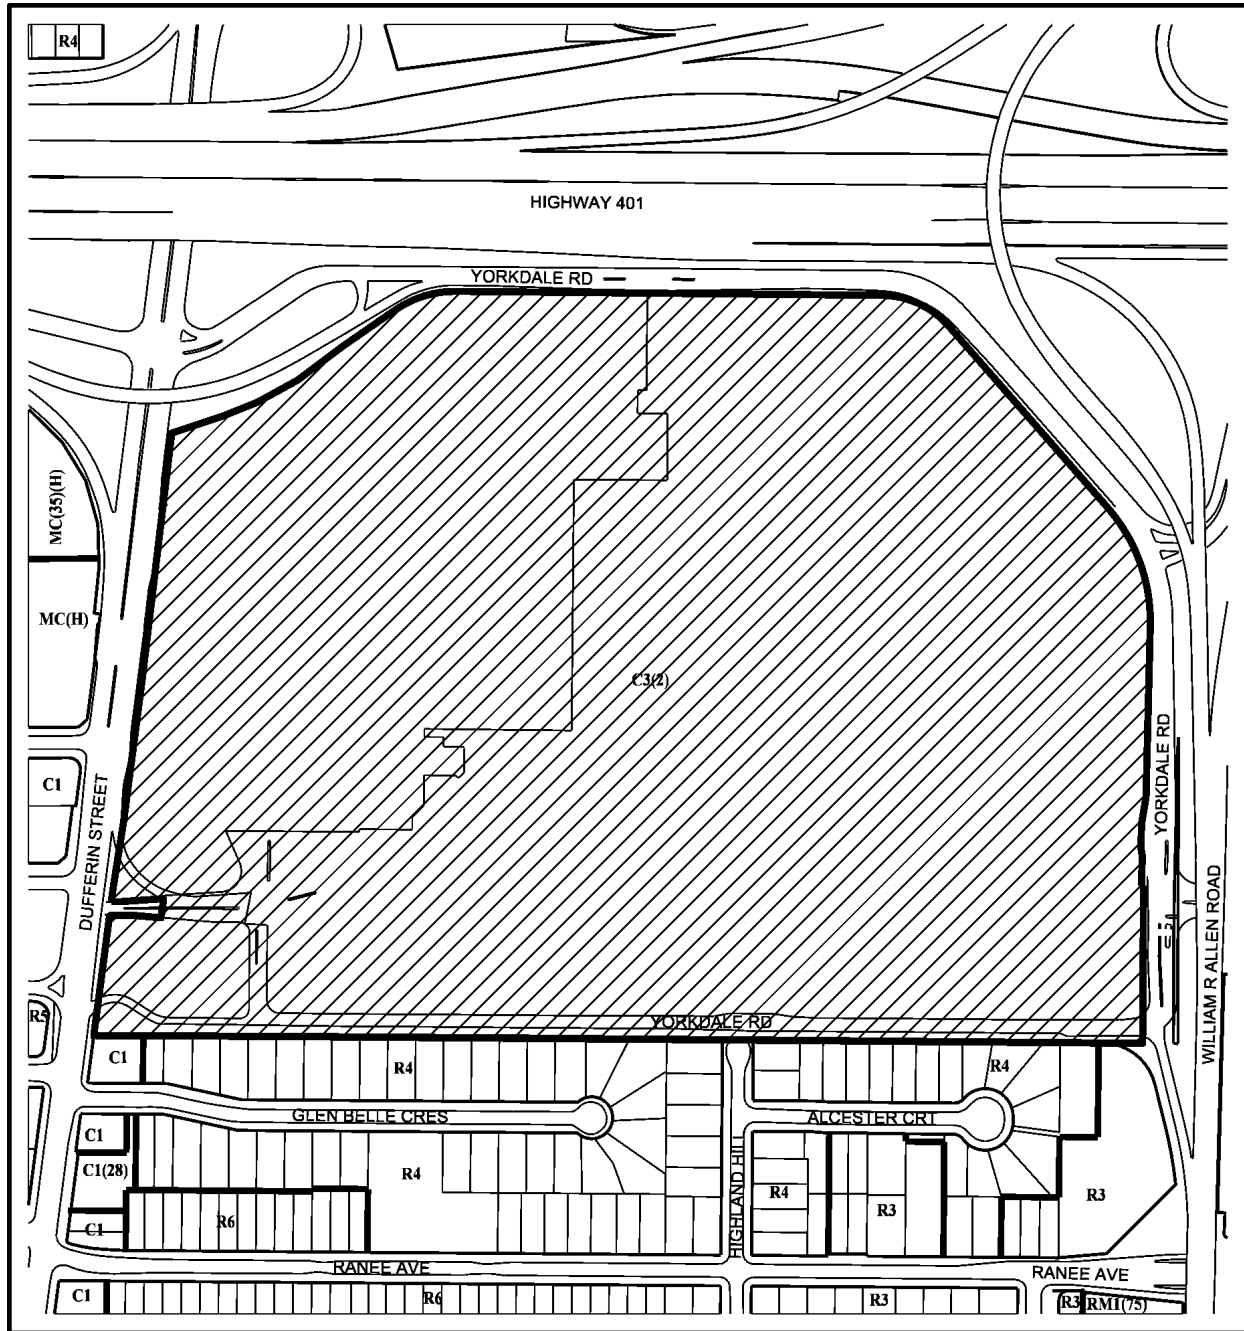 R4
HIGHWAY 401
YORKDALE RD
MC(35)(H)
MC(H)
C3(2)
C1
DUFFERIN STREET
YORKDALE RD
WILLIAM R ALLEN ROAD
R5
YORKDALE RD
C1
R4
R4
GLEN BELLE CRES
ALCESTER CRT
C1
C1(28)
R4
HIGHLAND HILL
R4
R3
R3
C1
R6
RANEE AVE
RANEE AVE
C1
R6
R3
R3
RM1(75)